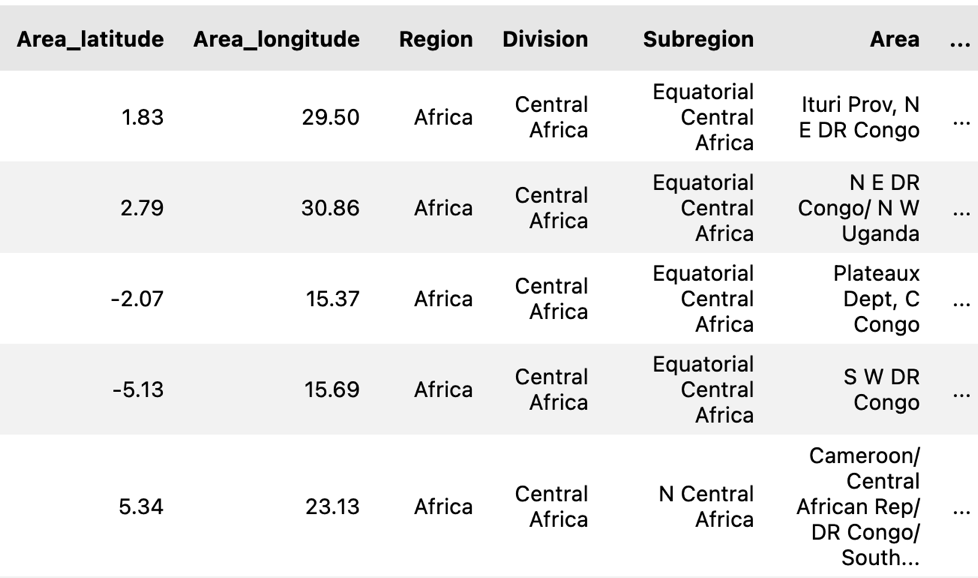 Area_latitude Area_longitude Region Division Subregion Area ...
1.83 29.50 Africa Central Africa Equatorial Central Africa Ituri Prov, N E DR Congo ...
2.79 30.86 Africa Central Africa Equatorial Central Africa N E DR Congo/ N W Uganda ...
-2.07 15.37 Africa Central Africa Equatorial Central Africa Plateaux Dept, C Congo ...
-5.13 15.69 Africa Central Africa Equatorial Central Africa S W DR Congo ...
5.34 23.13 Africa Central Africa N Central Africa Cameroon/ Central African Rep/ DR Congo/ South... ...